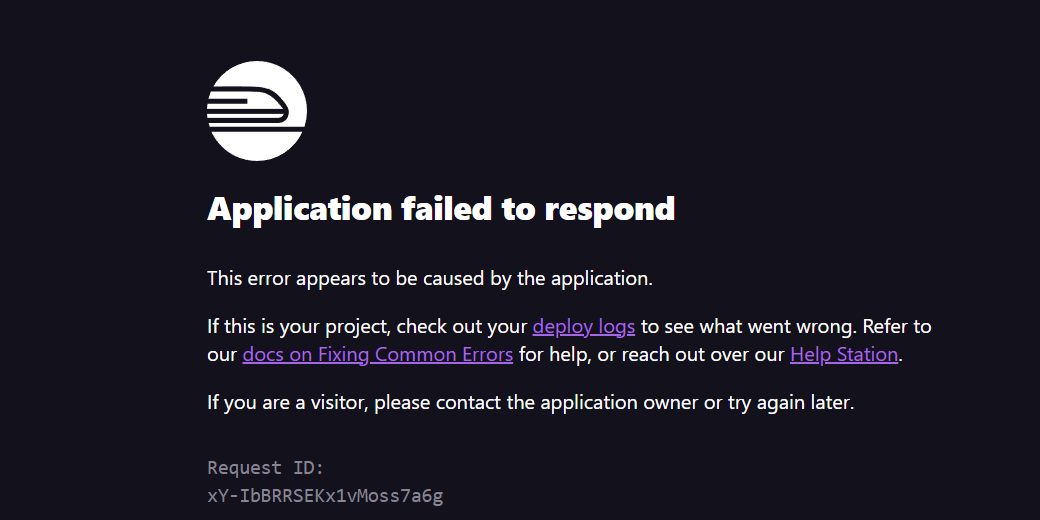 Application failed to respond
This error appears to be caused by the application.
If this is your project, check out your deploy logs to see what went wrong. Refer to
our docs on Fixing Common Errors for help, or reach out over our Help Station.
If you are a visitor, please contact the application owner or try again later.
Request ID:
xY-IbBRRSEKx1vMoss7a6g